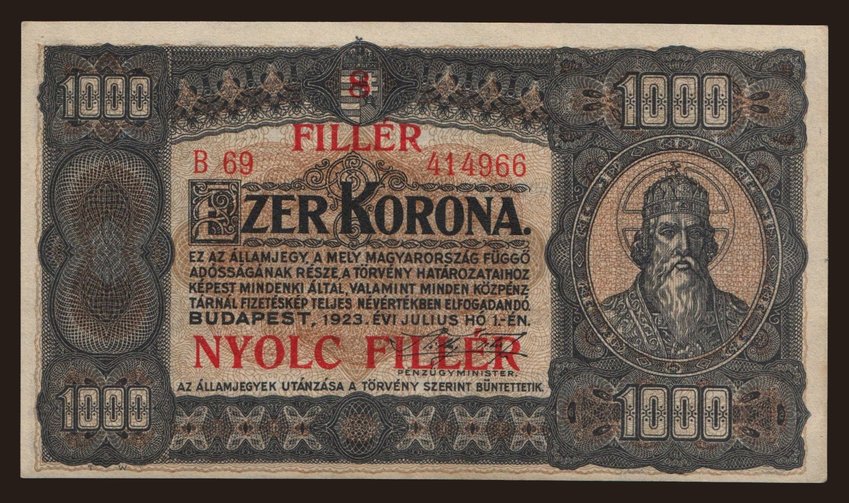 1000 8 1000
FILLÉR
B 69 414966
EZER KORONA.
EZ AZ ÁLLAMJEGY, A MELY MAGYARORSZÁG FÜGGŐ
ADÓSSÁGÁNAK RÉSZE, A TÖRVÉNY HATÁROZATAIHOZ
KÉPEST MINDENKI ÁLTAL, VALAMINT MINDEN KÖZPÉNZ-
TÁRNÁL FIZETÉSKÉP TELJES NÉVÉRTÉKBEN ELFOGADANDÓ.
BUDAPEST, 1923. ÉVI JULIUS HÓ 1.-ÉN.
NYOLC FILLÉR
PÉNZÜGYMINISTER.
AZ ÁLLAMJEGYEK UTÁNZÁSA A TÖRVÉNY SZERINT BÜNTETTETIK.
1000 1000